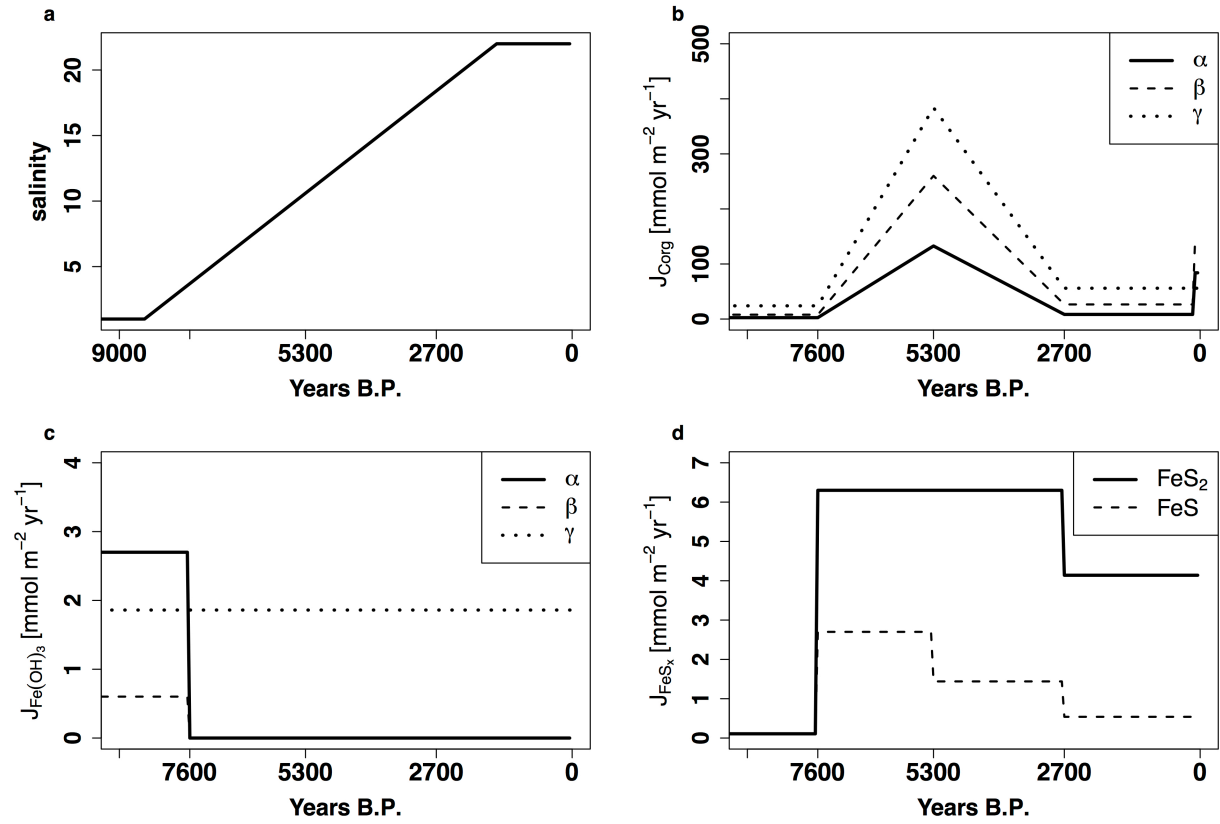 a
salinity
20
15
10
5
9000 5300 2700 0
Years B.P.
b
J_Corg [mmol m⁻² yr⁻¹]
500
300
100
0
α
β
γ
7600 5300 2700 0
Years B.P.
c
J_Fe(OH)₃ [mmol m⁻² yr⁻¹]
4
3
2
1
0
α
β
γ
7600 5300 2700 0
Years B.P.
d
J_FeSₓ [mmol m⁻² yr⁻¹]
7
6
5
4
3
2
1
0
FeS₂
FeS
7600 5300 2700 0
Years B.P.